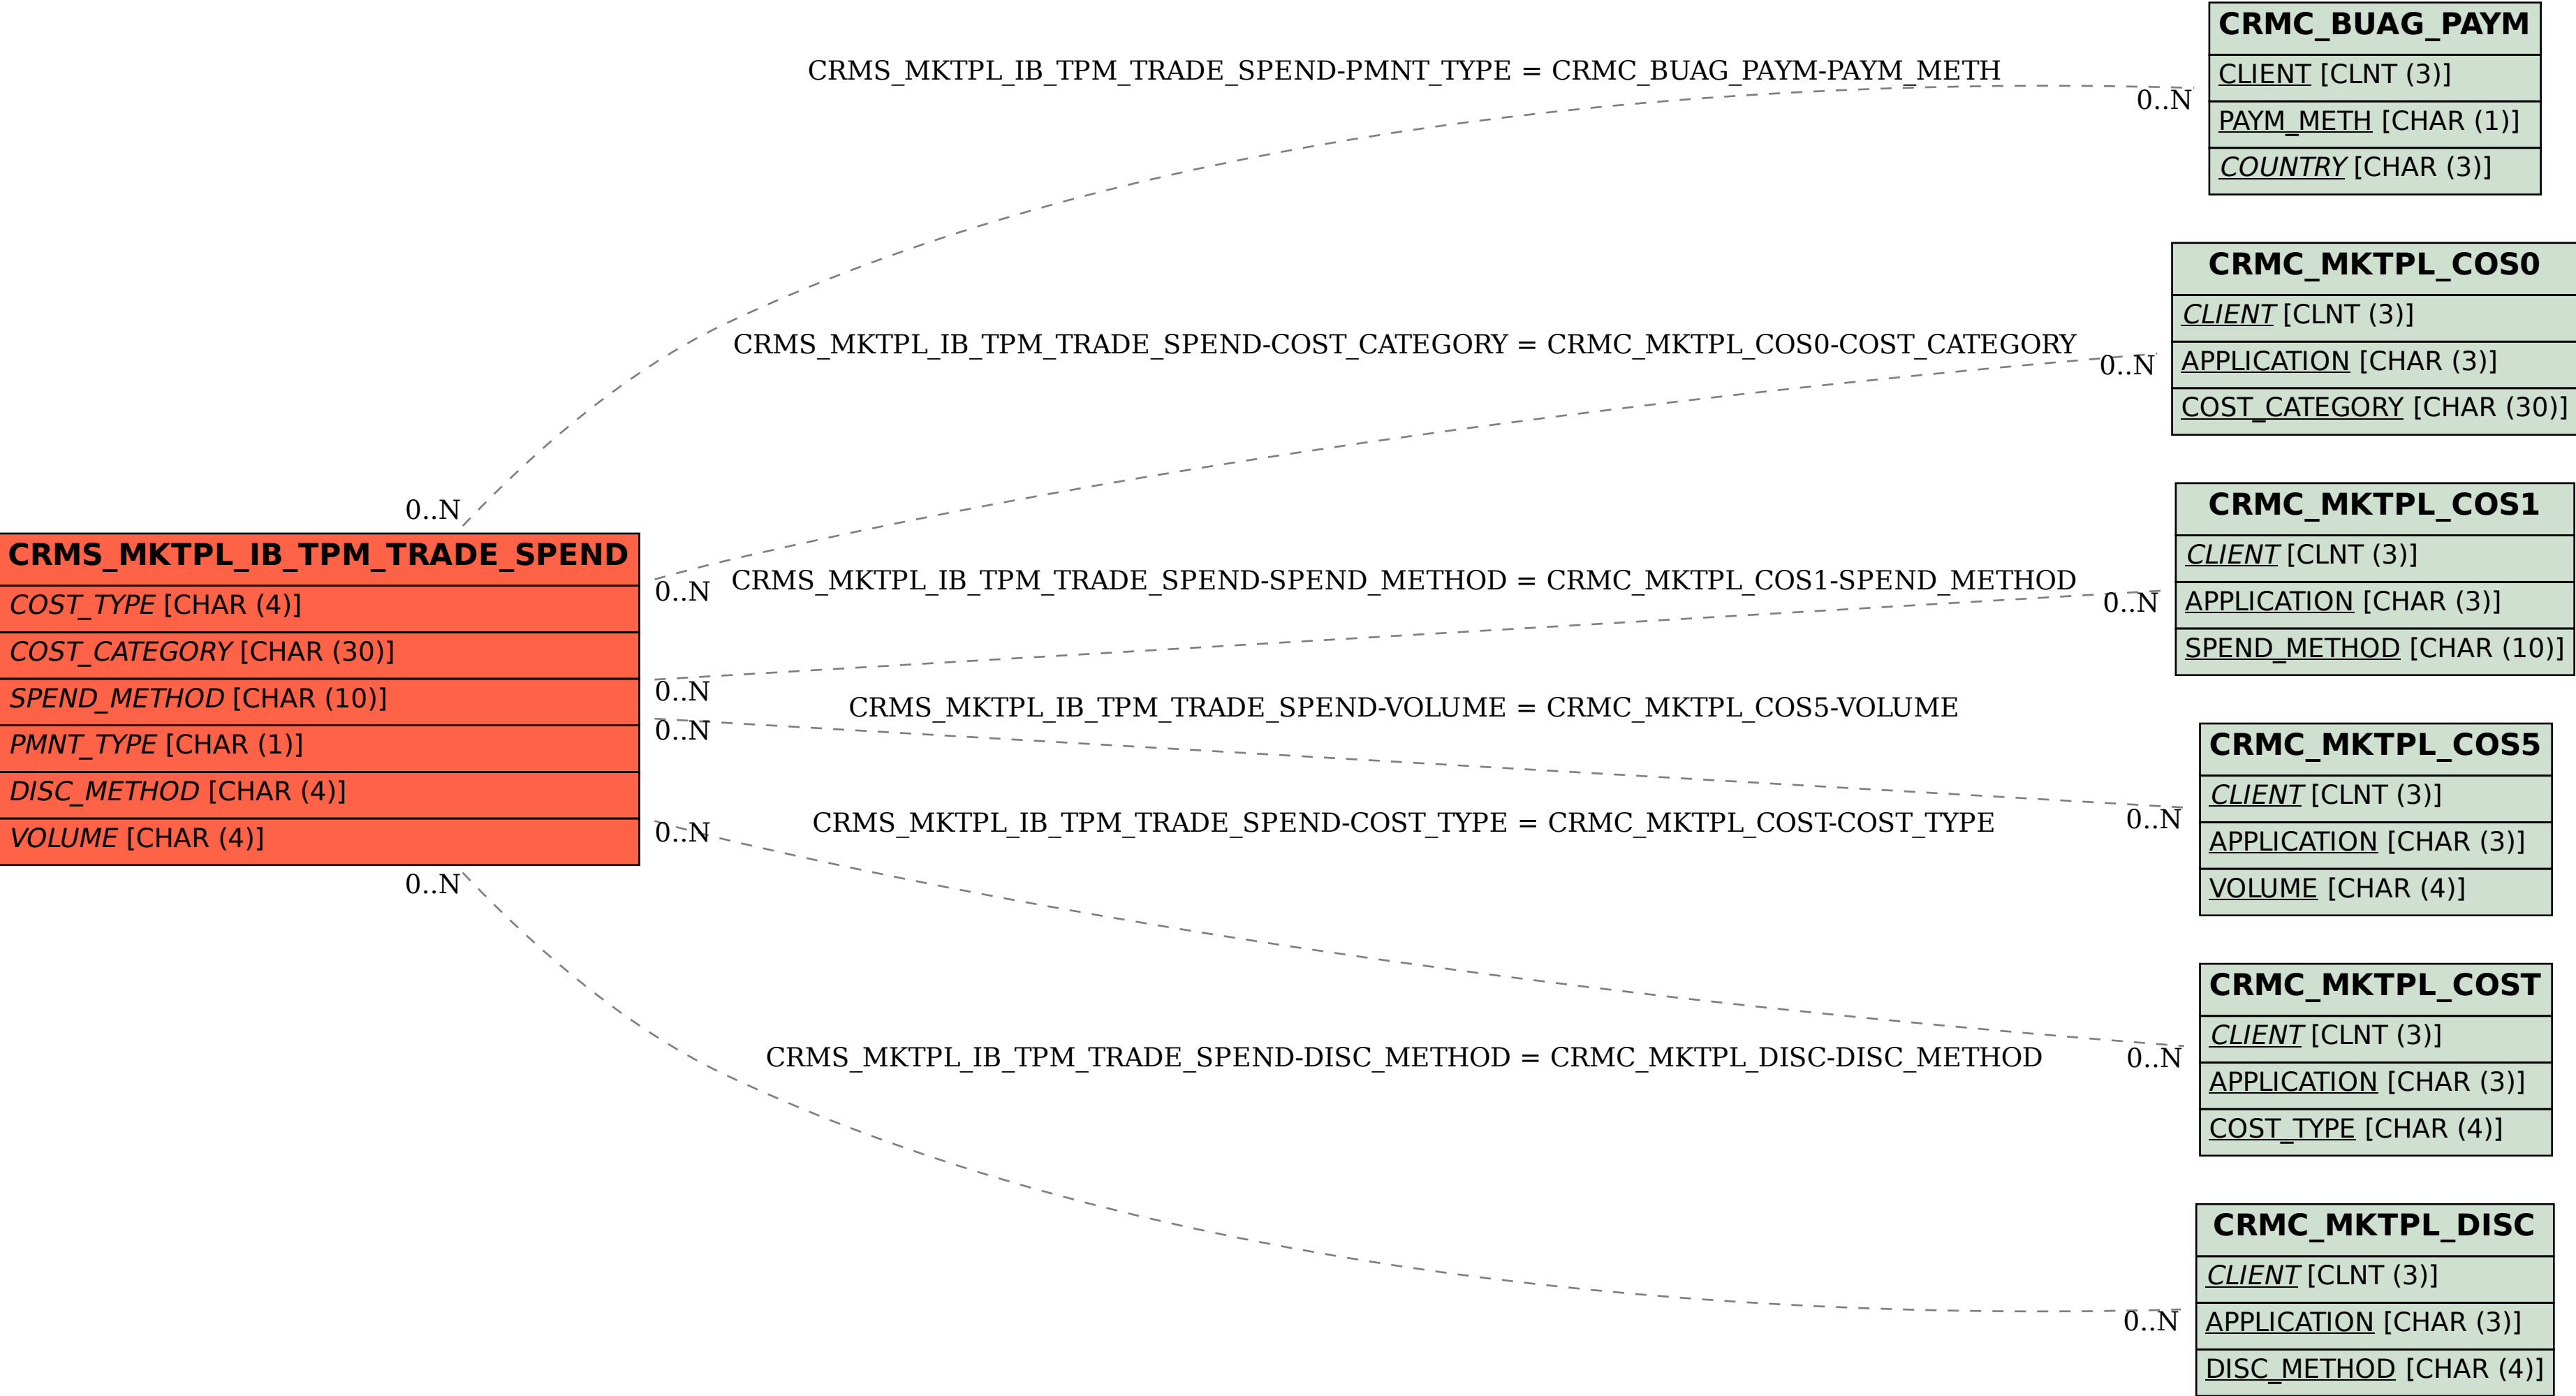 CRMC_BUAG_PAYM
CLIENT [CLNT (3)]
PAYM_METH [CHAR (1)]
COUNTRY [CHAR (3)]
CRMS_MKTPL_IB_TPM_TRADE_SPEND-PMNT_TYPE = CRMC_BUAG_PAYM-PAYM_METH
0..N
0..N
CRMC_MKTPL_COS0
CLIENT [CLNT (3)]
APPLICATION [CHAR (3)]
COST_CATEGORY [CHAR (30)]
CRMS_MKTPL_IB_TPM_TRADE_SPEND-COST_CATEGORY = CRMC_MKTPL_COS0-COST_CATEGORY
0..N
0..N
CRMS_MKTPL_IB_TPM_TRADE_SPEND
COST_TYPE [CHAR (4)]
COST_CATEGORY [CHAR (30)]
SPEND_METHOD [CHAR (10)]
PMNT_TYPE [CHAR (1)]
DISC_METHOD [CHAR (4)]
VOLUME [CHAR (4)]
CRMC_MKTPL_COS1
CLIENT [CLNT (3)]
APPLICATION [CHAR (3)]
SPEND_METHOD [CHAR (10)]
CRMS_MKTPL_IB_TPM_TRADE_SPEND-SPEND_METHOD = CRMC_MKTPL_COS1-SPEND_METHOD
0..N
0..N
CRMS_MKTPL_IB_TPM_TRADE_SPEND-VOLUME = CRMC_MKTPL_COS5-VOLUME
0..N
0..N
CRMC_MKTPL_COS5
CLIENT [CLNT (3)]
APPLICATION [CHAR (3)]
VOLUME [CHAR (4)]
CRMS_MKTPL_IB_TPM_TRADE_SPEND-COST_TYPE = CRMC_MKTPL_COST-COST_TYPE
0..N
0..N
CRMC_MKTPL_COST
CLIENT [CLNT (3)]
APPLICATION [CHAR (3)]
COST_TYPE [CHAR (4)]
CRMS_MKTPL_IB_TPM_TRADE_SPEND-DISC_METHOD = CRMC_MKTPL_DISC-DISC_METHOD
0..N
0..N
CRMC_MKTPL_DISC
CLIENT [CLNT (3)]
APPLICATION [CHAR (3)]
DISC_METHOD [CHAR (4)]